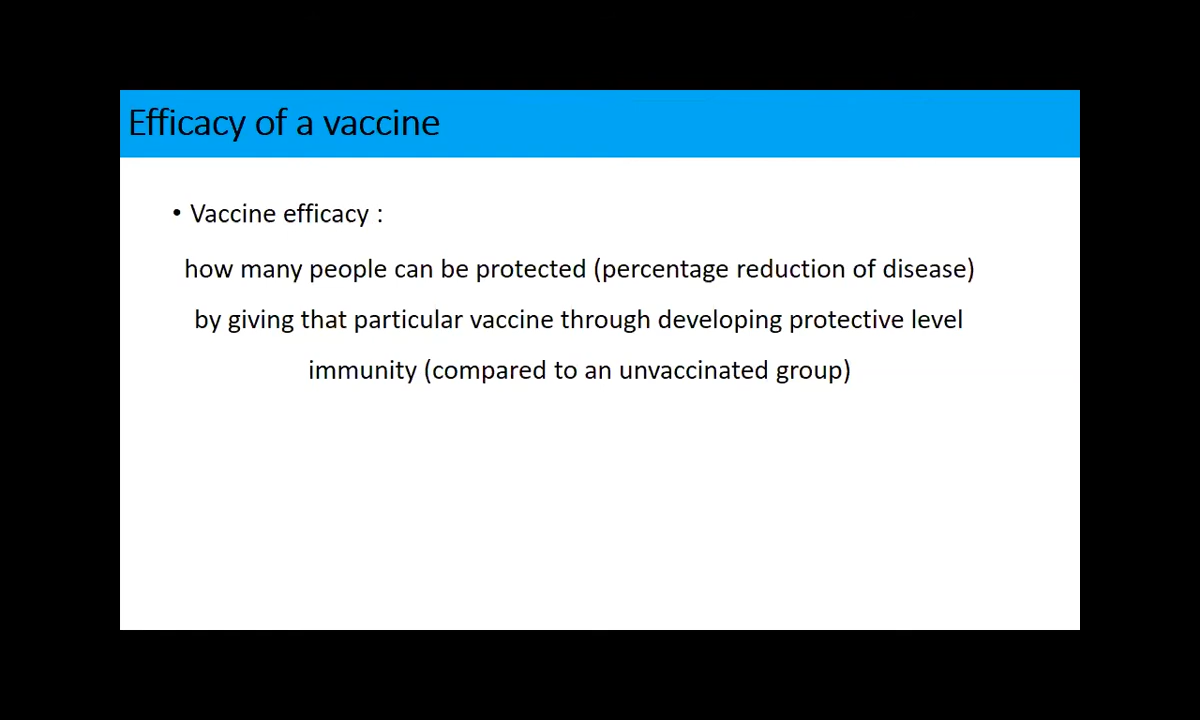 Efficacy of a vaccine
• Vaccine efficacy :
how many people can be protected (percentage reduction of disease)
by giving that particular vaccine through developing protective level
immunity (compared to an unvaccinated group)